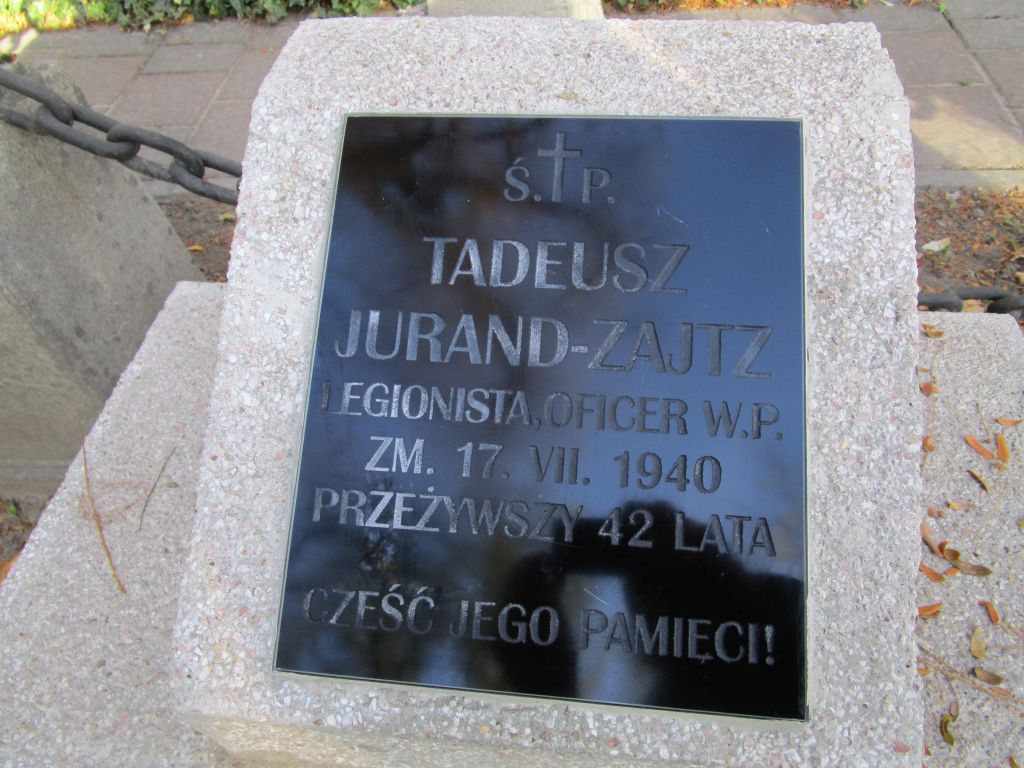 Ś.†P.
TADEUSZ
JURAND-ZAJTZ
LEGIONISTA, OFICER W.P.
ZM. 17. VII. 1940
PRZEŻYWSZY 42 LATA
CZEŚĆ JEGO PAMIĘCI!